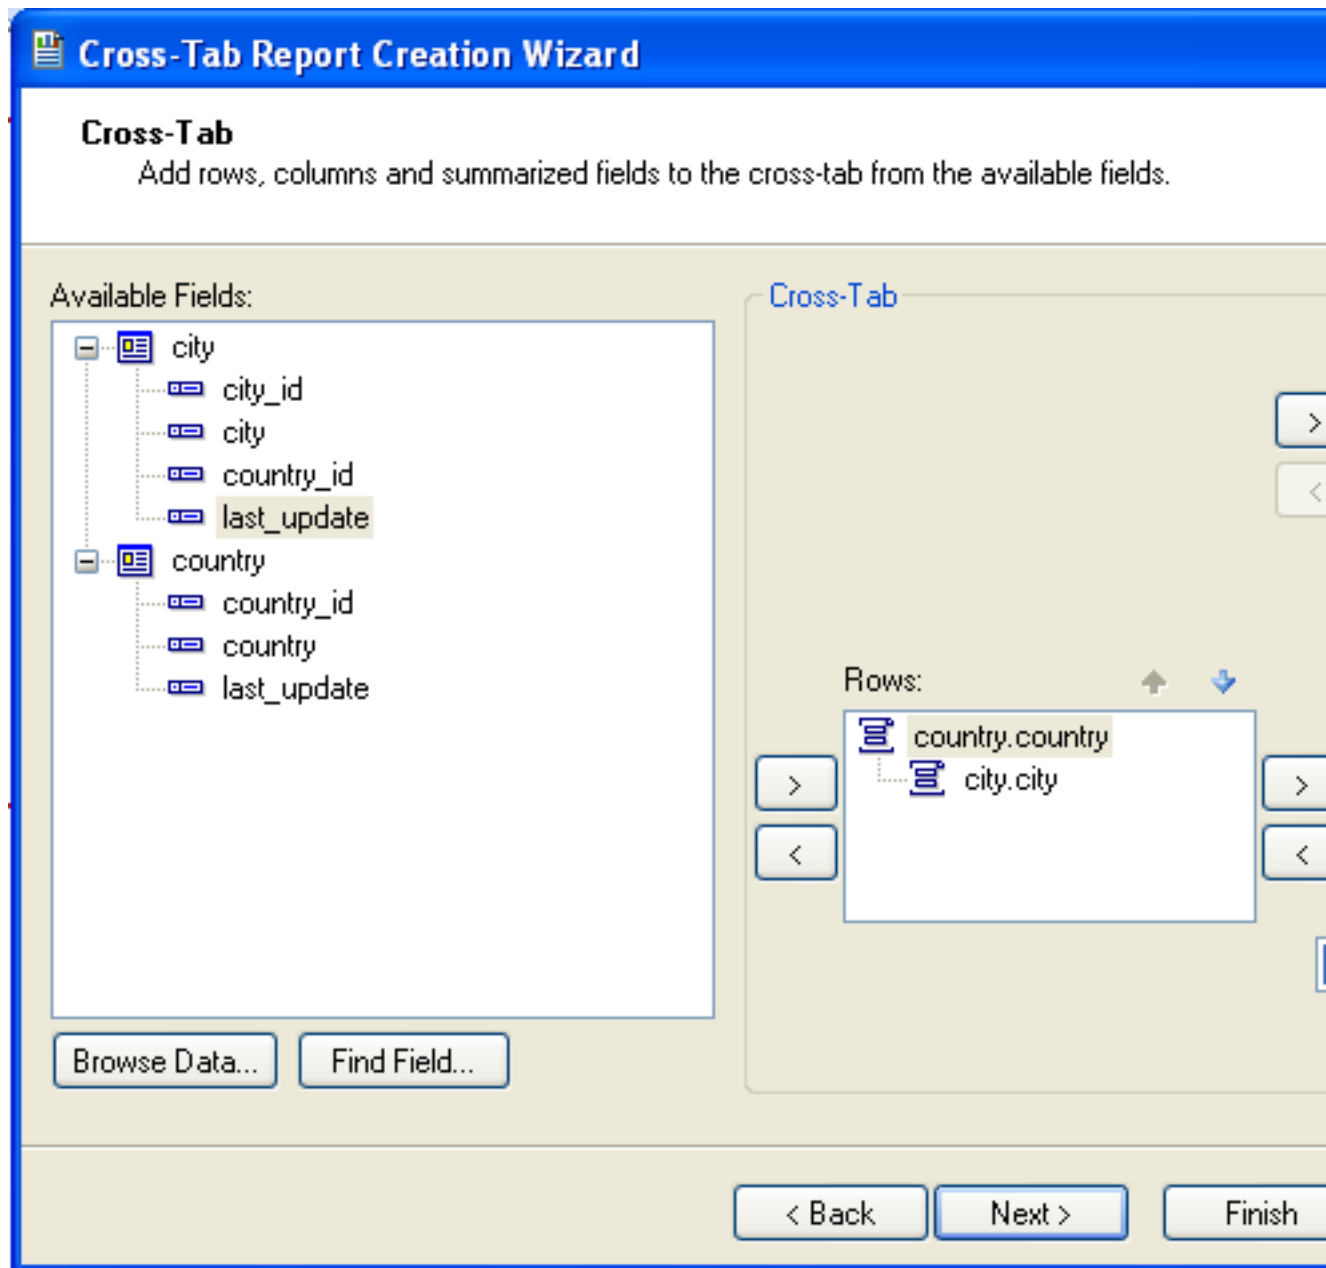 Cross-Tab Report Creation Wizard
Cross-Tab
Add rows, columns and summarized fields to the cross-tab from the available fields.
Available Fields:
city
city_id
city
country_id
last_update
country
country_id
country
last_update
Browse Data...
Find Field...
Cross-Tab
>
<
Rows:
country.country
city.city
>
<
>
<
< Back
Next >
Finish